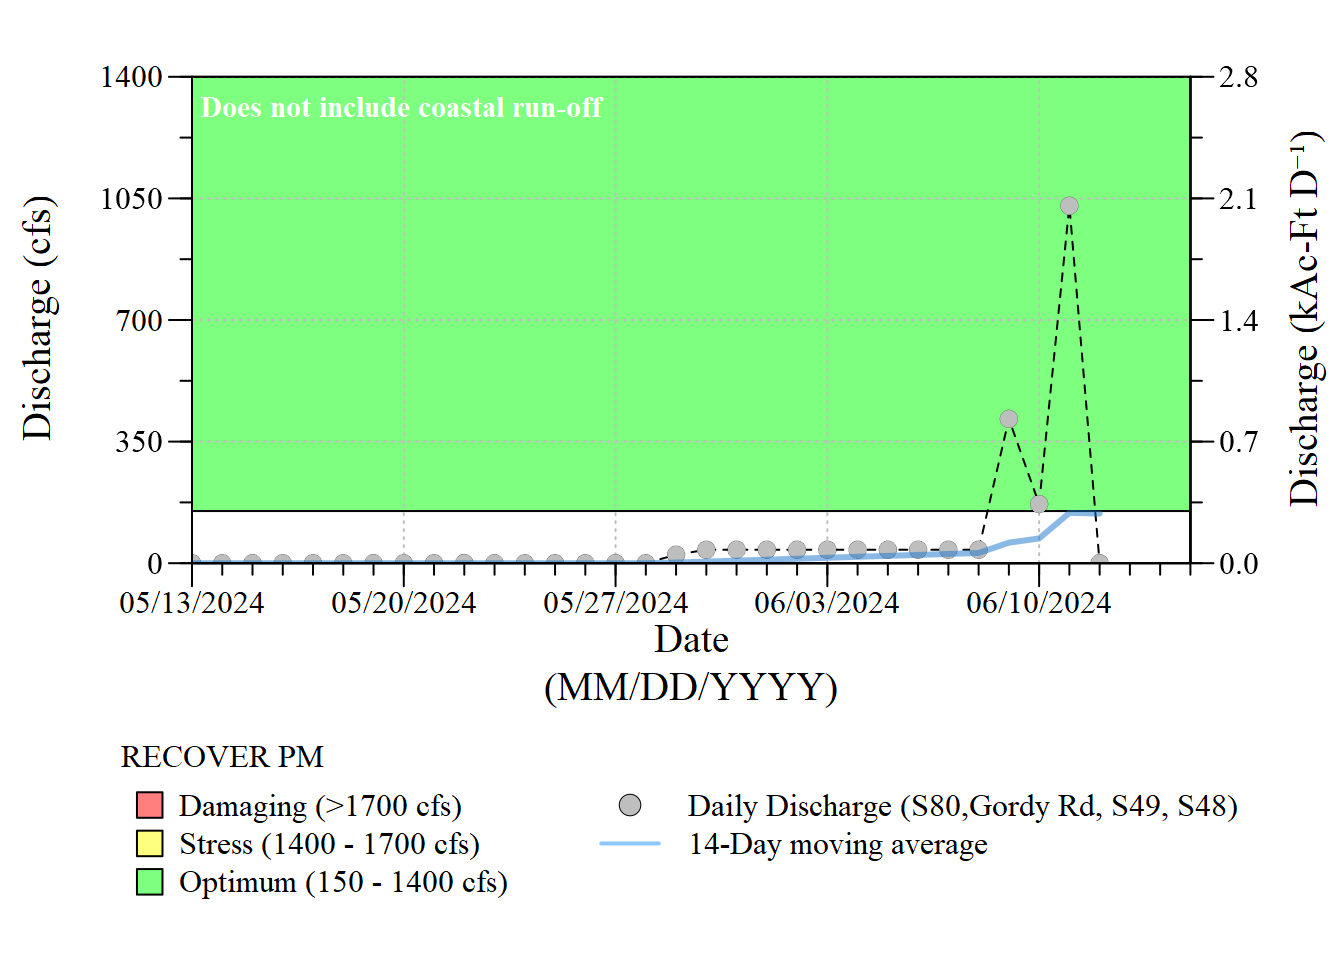 Does not include coastal run-off
1400
1050
700
350
0
Discharge (cfs)
2.8
2.1
1.4
0.7
0.0
Discharge (kAc-Ft D⁻¹)
05/13/2024 05/20/2024 05/27/2024 06/03/2024 06/10/2024
Date
(MM/DD/YYYY)
RECOVER PM
Damaging (>1700 cfs)
Stress (1400 - 1700 cfs)
Optimum (150 - 1400 cfs)
Daily Discharge (S80,Gordy Rd, S49, S48)
14-Day moving average